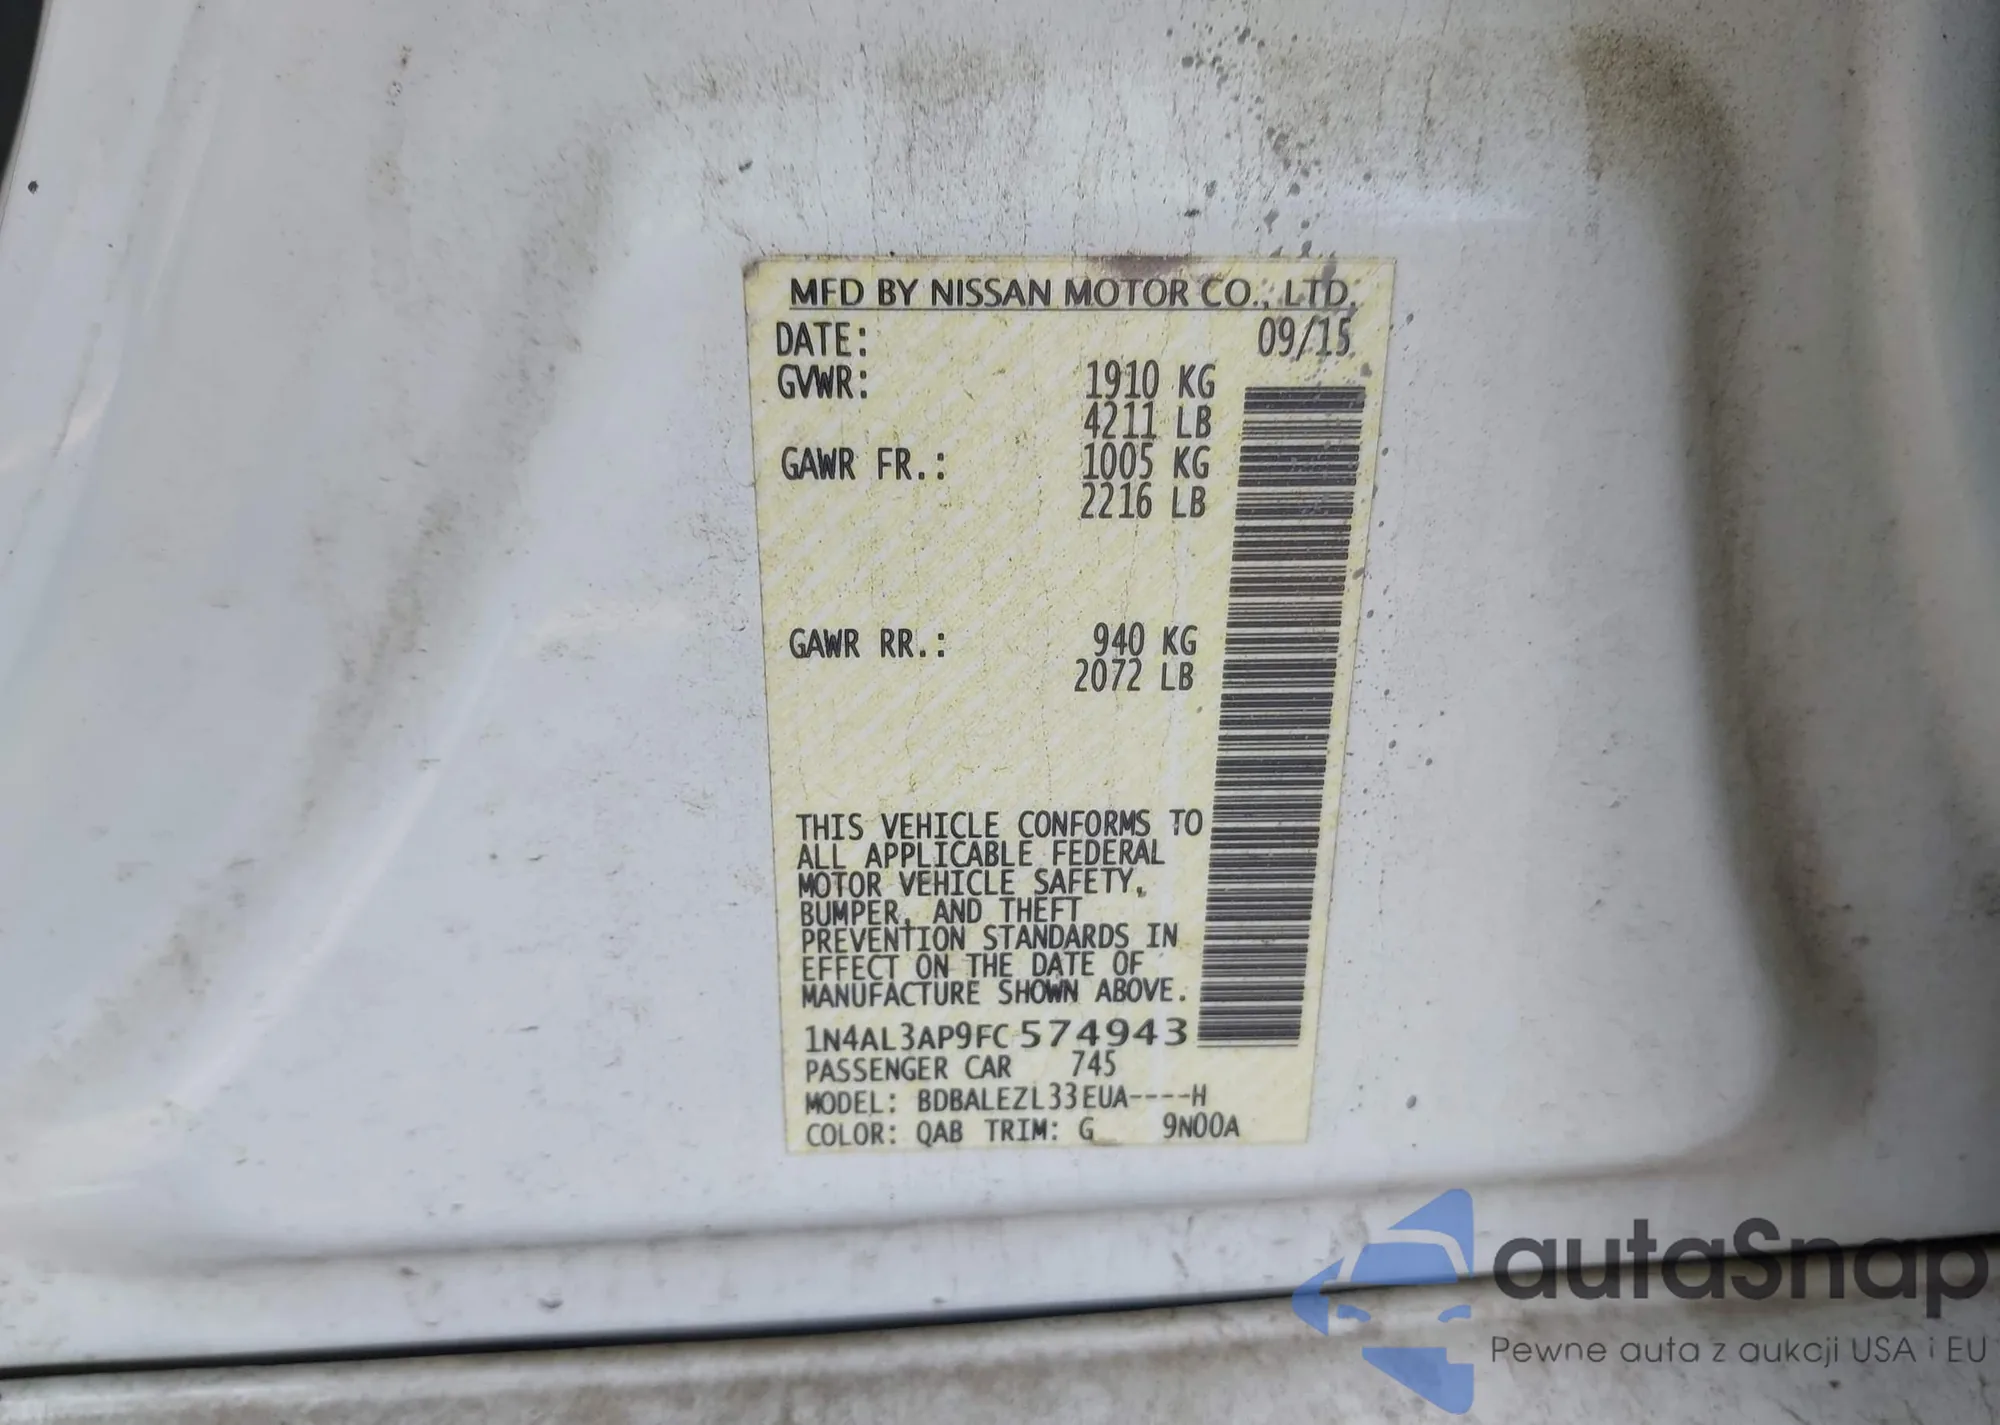 MFD BY NISSAN MOTOR CO., LTD.
DATE: 09/15
GVWR: 1910 KG
4211 LB
GAWR FR.: 1005 KG
2216 LB
GAWR RR.: 940 KG
2072 LB
THIS VEHICLE CONFORMS TO
ALL APPLICABLE FEDERAL
MOTOR VEHICLE SAFETY,
BUMPER, AND THEFT
PREVENTION STANDARDS IN
EFFECT ON THE DATE OF
MANUFACTURE SHOWN ABOVE.
1N4AL3AP9FC574943
PASSENGER CAR 745
MODEL: BDBALEZL33EUA----H
COLOR: QAB TRIM: G 9N00A
autaSnap
Pewne auta z aukcji USA i EU